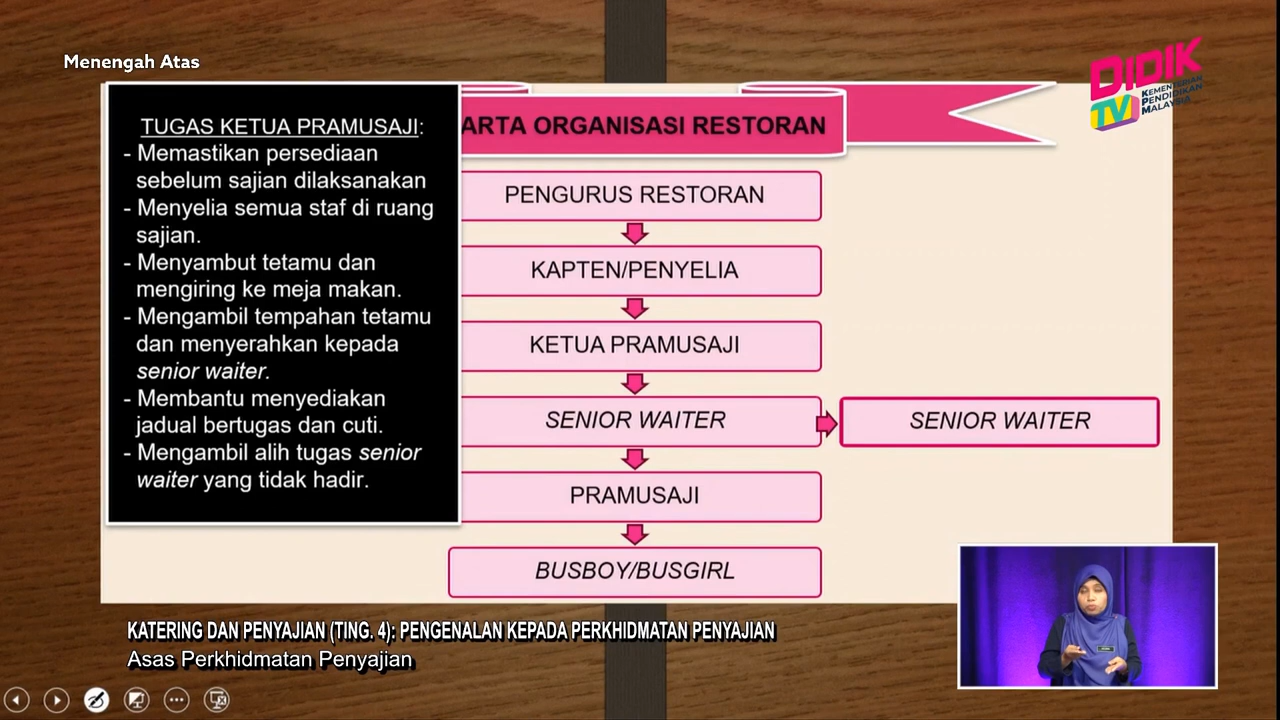 Menengah Atas
DIDIK
TV
KEMENTERIAN
PENDIDIKAN
MALAYSIA
TUGAS KETUA PRAMUSAJI:
- Memastikan persediaan
sebelum sajian dilaksanakan
- Menyelia semua staf di ruang
sajian.
- Menyambut tetamu dan
mengiring ke meja makan.
- Mengambil tempahan tetamu
dan menyerahkan kepada
senior waiter.
- Membantu menyediakan
jadual bertugas dan cuti.
- Mengambil alih tugas senior
waiter yang tidak hadir.
ARTA ORGANISASI RESTORAN
PENGURUS RESTORAN
KAPTEN/PENYELIA
KETUA PRAMUSAJI
SENIOR WAITER
SENIOR WAITER
PRAMUSAJI
BUSBOY/BUSGIRL
KATERING DAN PENYAJIAN (TING. 4): PENGENALAN KEPADA PERKHIDMATAN PENYAJIAN
Asas Perkhidmatan Penyajian